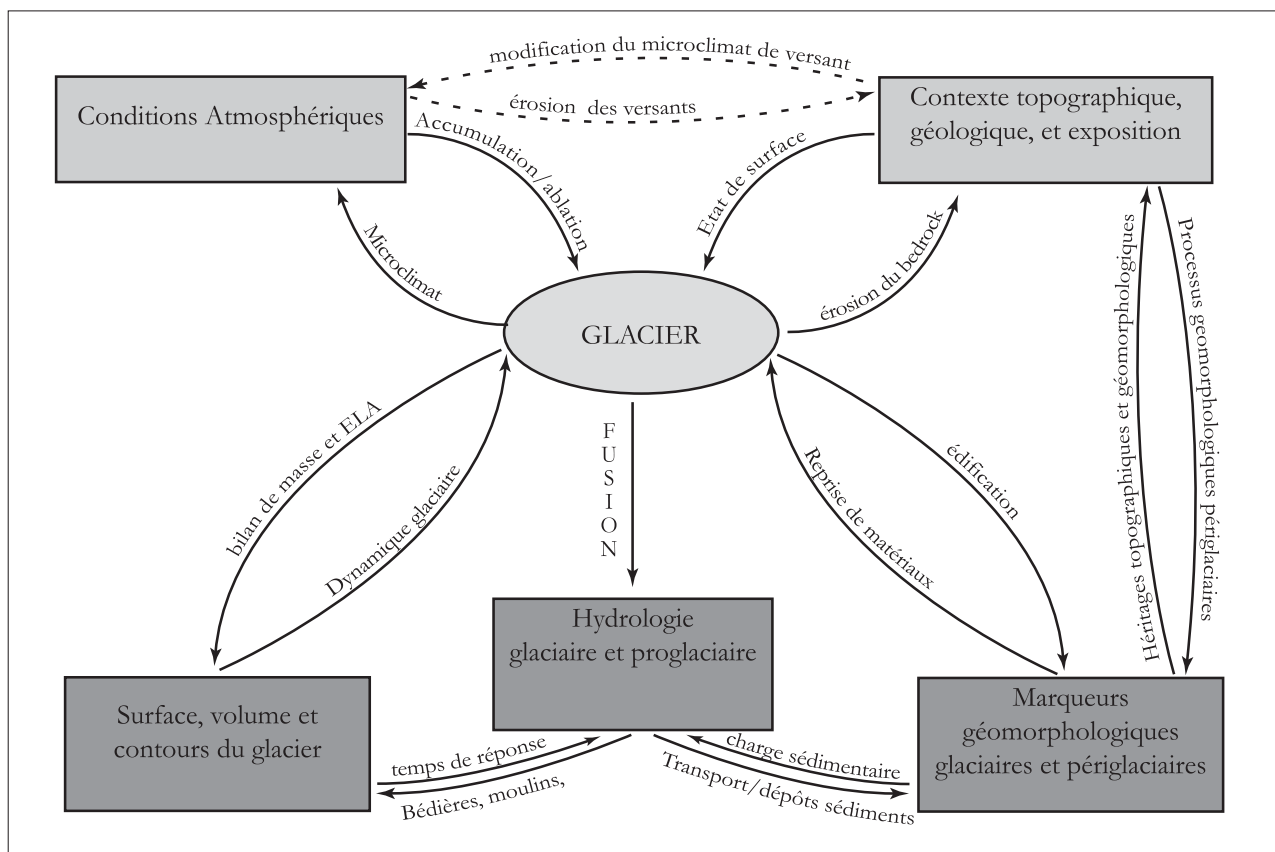 modification du microclimat de versant
Conditions Atmosphériques
érosion des versants
Contexte topographique,
géologique, et exposition
Accumulation/ablation
Etat de surface
Microclimat
érosion du bedrock
GLACIER
Héritages topographiques et géomorphologiques
Processus geomorphologiques périglaciaires
bilan de masse et ELA
Dynamique glaciaire
FUSION
Reprise de matériaux
édification
Hydrologie
glaciaire et proglaciaire
Surface, volume et
contours du glacier
Marqueurs
géomorphologiques
glaciaires et périglaciaires
temps de réponse
Bédières, moulins,
charge sédimentaire
Transport/dépôts sédiments